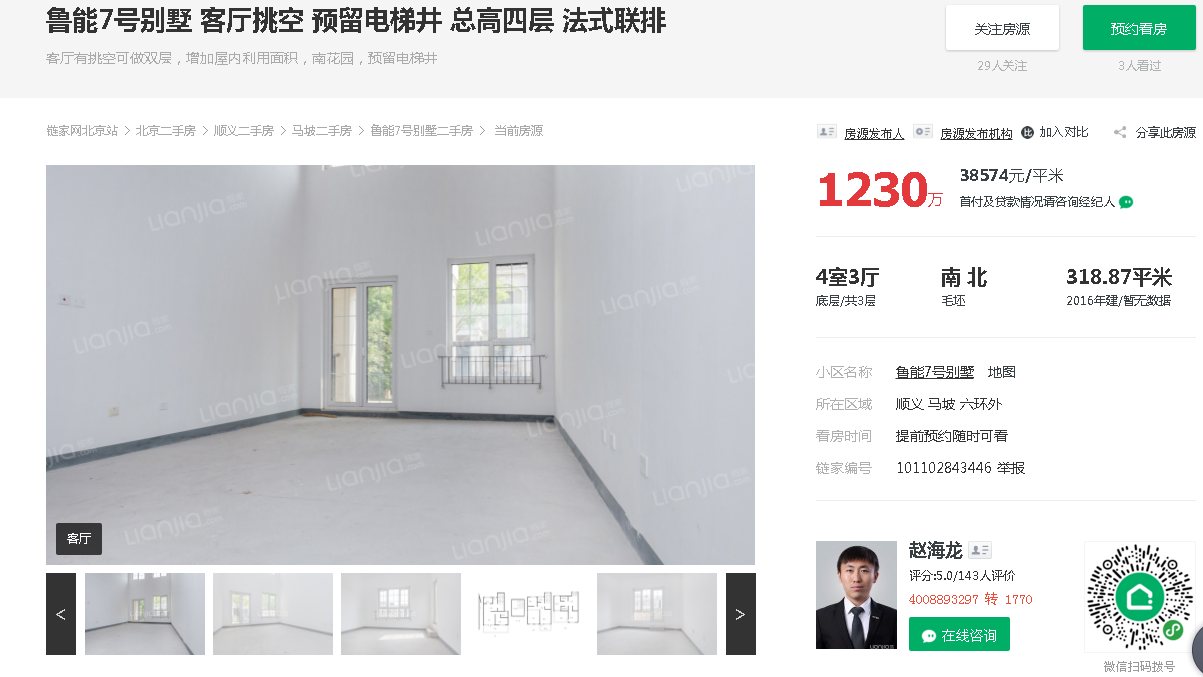 鲁能7号别墅 客厅挑空 预留电梯井 总高四层 法式联排
客厅有挑空可做双层，增加屋内利用面积，南花园，预留电梯井
关注房源
29人关注
预约看房
3人看过
链家网北京站 > 北京二手房 > 顺义二手房 > 马坡二手房 > 鲁能7号别墅二手房 > 当前房源
房源发布人 房源发布机构 比 加入对比 分享此房源
1230万
38574元/平米
首付及贷款情况请咨询经纪人
4室3厅
底层/共3层
南 北
毛坯
318.87平米
2016年建/暂无数据
小区名称 鲁能7号别墅 地图
所在区域 顺义 马坡 六环外
看房时间 提前预约随时可看
链家编号 101102843446 举报
Lianjia
客厅
<
>
赵海龙
评分:5.0/143人评价
4008893297 转 1770
在线咨询
微信扫码拨号